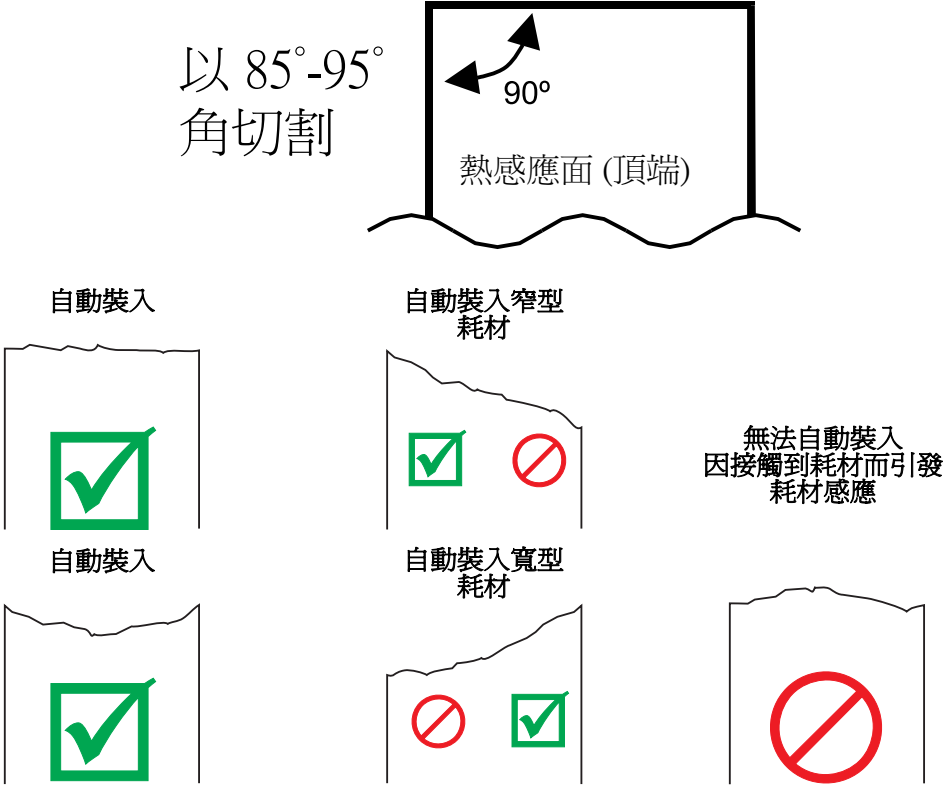 以 85°-95°
角切割
90º
熱感應面 (頂端)
自動裝入
自動裝入窄型
耗材
無法自動裝入
因接觸到耗材而引發
耗材感應
自動裝入
自動裝入寬型
耗材